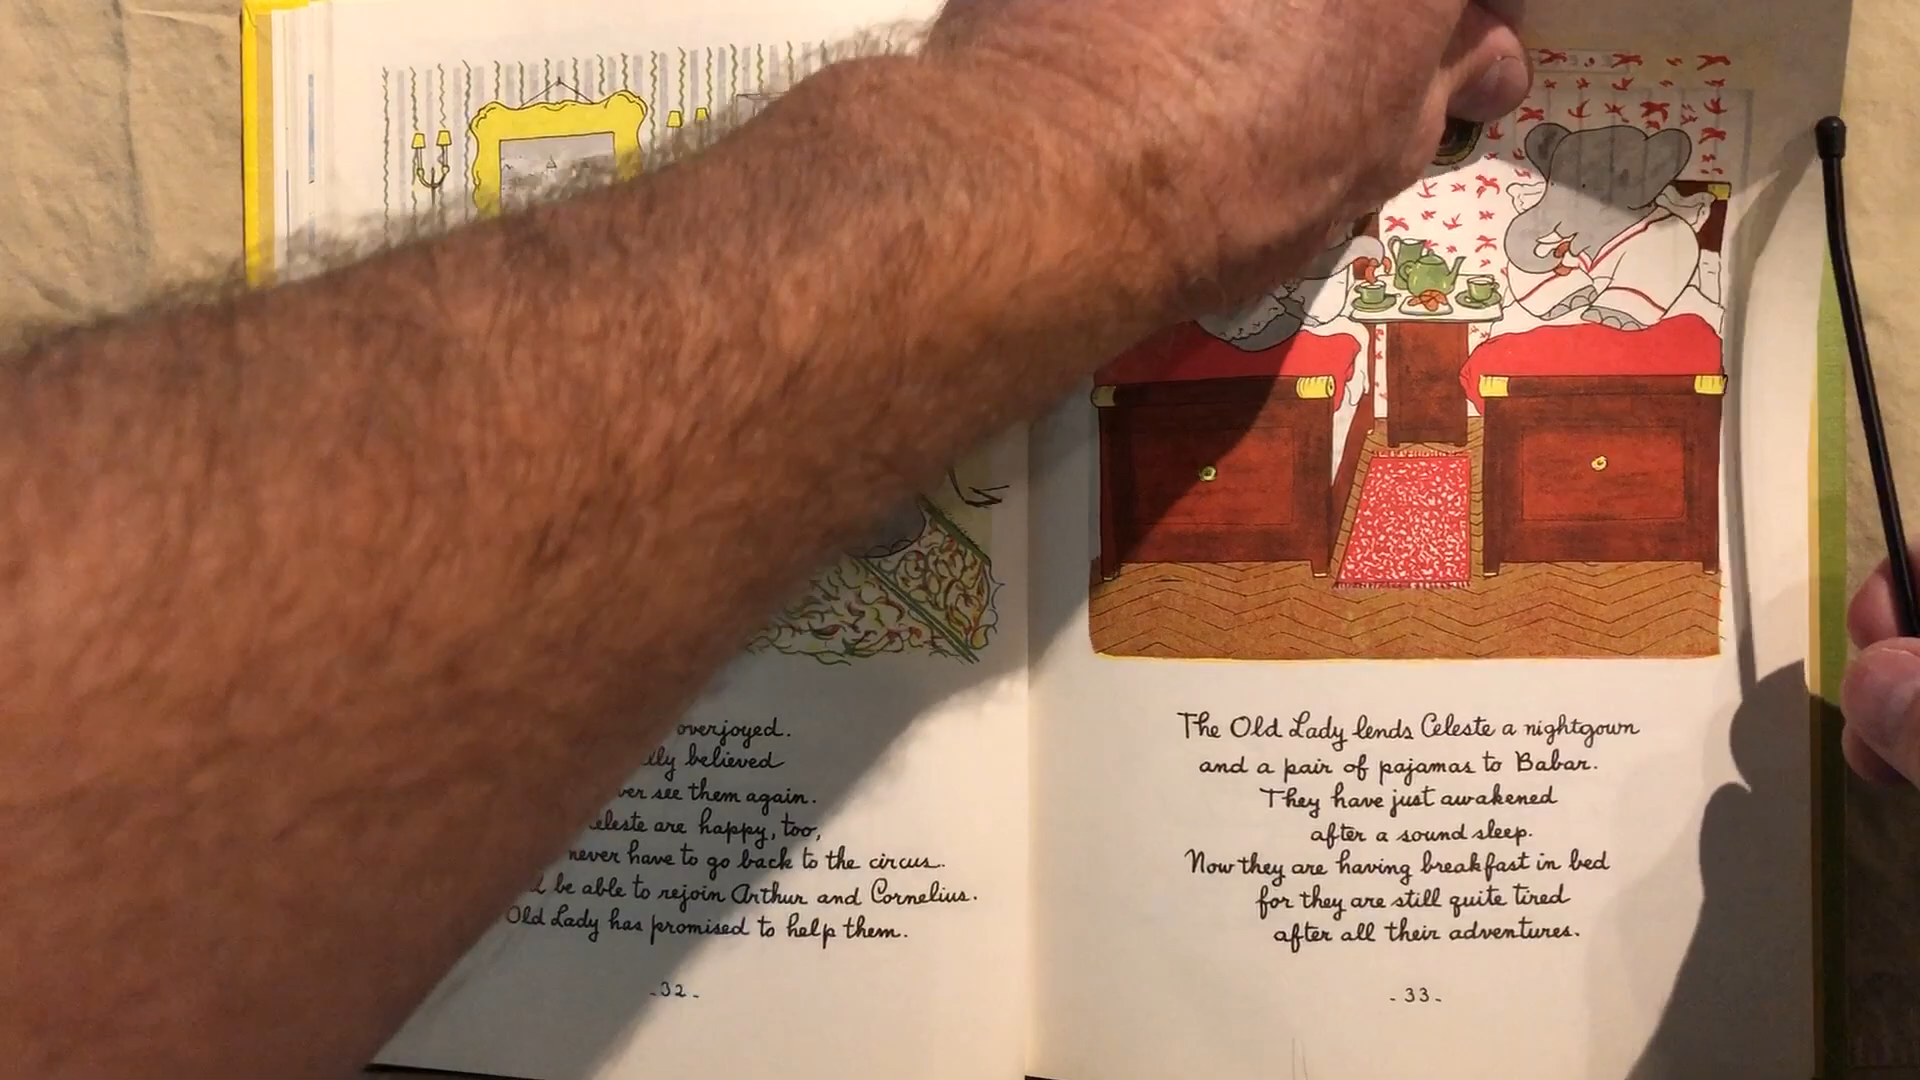 overjoyed.
believed
see them again.
are happy, too,
never have to go back to the circus.
be able to rejoin Arthur and Cornelius.
Old Lady has promised to help them.
-32-
The Old Lady lends Celeste a nightgown
and a pair of pajamas to Babar.
They have just awakened
after a sound sleep.
Now they are having breakfast in bed
for they are still quite tired
after all their adventures.
-33-